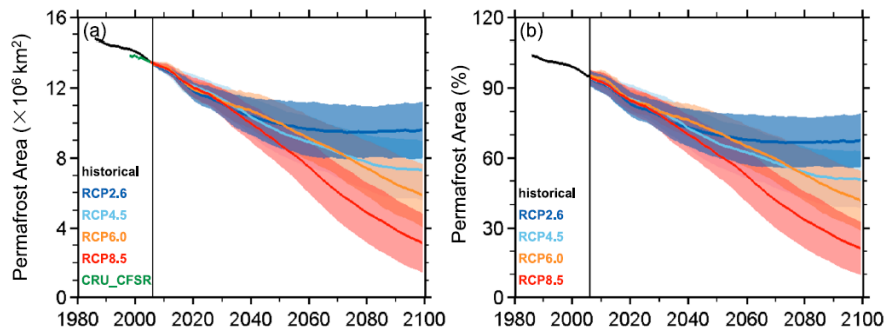 (a)
Permafrost Area (×10⁶ km²)
16
12
8
4
0
historical
RCP2.6
RCP4.5
RCP6.0
RCP8.5
CRU_CFSR
1980 2000 2020 2040 2060 2080 2100
(b)
Permafrost Area (%)
120
90
60
30
0
historical
RCP2.6
RCP4.5
RCP6.0
RCP8.5
1980 2000 2020 2040 2060 2080 2100